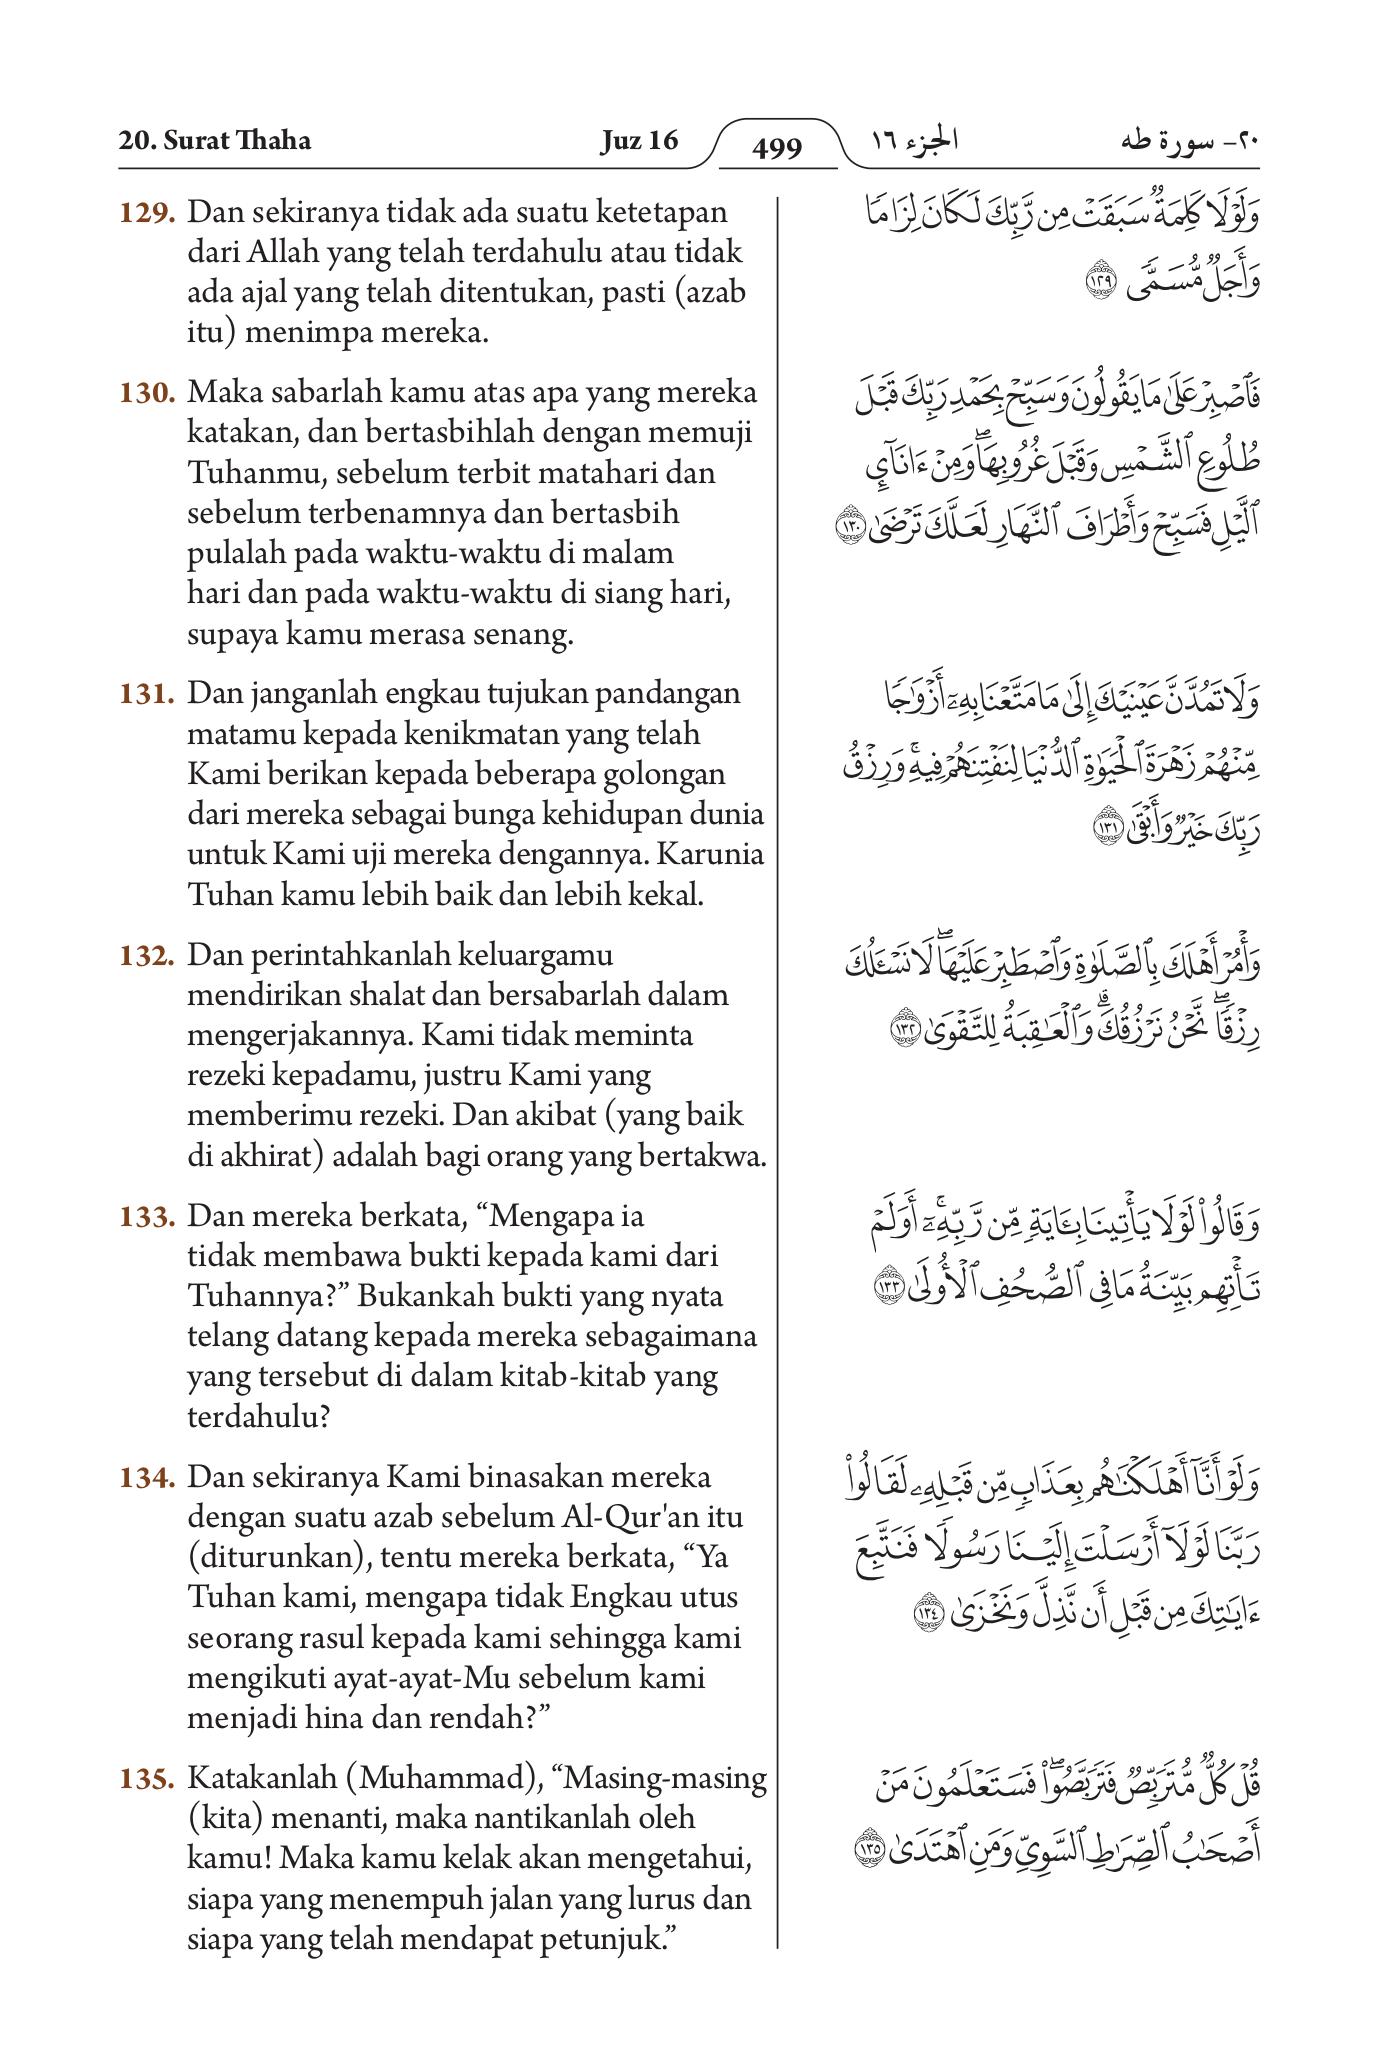 20. Surat Thaha
Juz 16
499
الجزء ١٦
٢٠- سورة طه
129. Dan sekiranya tidak ada suatu ketetapan
dari Allah yang telah terdahulu atau tidak
ada ajal yang telah ditentukan, pasti (azab
itu) menimpa mereka.
130. Maka sabarlah kamu atas apa yang mereka
katakan, dan bertasbihlah dengan memuji
Tuhanmu, sebelum terbit matahari dan
sebelum terbenamnya dan bertasbih
pulalah pada waktu-waktu di malam
hari dan pada waktu-waktu di siang hari,
supaya kamu merasa senang.
131. Dan janganlah engkau tujukan pandangan
matamu kepada kenikmatan yang telah
Kami berikan kepada beberapa golongan
dari mereka sebagai bunga kehidupan dunia
untuk Kami uji mereka dengannya. Karunia
Tuhan kamu lebih baik dan lebih kekal.
132. Dan perintahkanlah keluargamu
mendirikan shalat dan bersabarlah dalam
mengerjakannya. Kami tidak meminta
rezeki kepadamu, justru Kami yang
memberimu rezeki. Dan akibat (yang baik
di akhirat) adalah bagi orang yang bertakwa.
133. Dan mereka berkata, “Mengapa ia
tidak membawa bukti kepada kami dari
Tuhannya?” Bukankah bukti yang nyata
telang datang kepada mereka sebagaimana
yang tersebut di dalam kitab-kitab yang
terdahulu?
134. Dan sekiranya Kami binasakan mereka
dengan suatu azab sebelum Al-Qur'an itu
(diturunkan), tentu mereka berkata, “Ya
Tuhan kami, mengapa tidak Engkau utus
seorang rasul kepada kami sehingga kami
mengikuti ayat-ayat-Mu sebelum kami
menjadi hina dan rendah?”
135. Katakanlah (Muhammad), “Masing-masing
(kita) menanti, maka nantikanlah oleh
kamu! Maka kamu kelak akan mengetahui,
siapa yang menempuh jalan yang lurus dan
siapa yang telah mendapat petunjuk.”
وَلَوْلَا كَلِمَةٌ سَبَقَتْ مِن رَّبِّكَ لَكَانَ لِزَامًا
وَأَجَلٌ مُّسَمًّى ١٢٩
فَٱصْبِرْ عَلَىٰ مَا يَقُولُونَ وَسَبِّحْ بِحَمْدِ رَبِّكَ قَبْلَ
طُلُوعِ ٱلشَّمْسِ وَقَبْلَ غُرُوبِهَا ۖ وَمِنْ ءَانَآئِ
ٱلَّيْلِ فَسَبِّحْ وَأَطْرَافَ ٱلنَّهَارِ لَعَلَّكَ تَرْضَىٰ ١٣٠
وَلَا تَمُدَّنَّ عَيْنَيْكَ إِلَىٰ مَا مَتَّعْنَا بِهِۦٓ أَزْوَٰجًا
مِّنْهُمْ زَهْرَةَ ٱلْحَيَوٰةِ ٱلدُّنْيَا لِنَفْتِنَهُمْ فِيهِ ۚ وَرِزْقُ
رَبِّكَ خَيْرٌ وَأَبْقَىٰ ١٣١
وَأْمُرْ أَهْلَكَ بِٱلصَّلَوٰةِ وَٱصْطَبِرْ عَلَيْهَا ۖ لَا نَسْـَٔلُكَ
رِزْقًا ۖ نَّحْنُ نَرْزُقُكَ ۗ وَٱلْعَـٰقِبَةُ لِلتَّقْوَىٰ ١٣٢
وَقَالُوا۟ لَوْلَا يَأْتِينَا بِـَٔايَةٍ مِّن رَّبِّهِۦٓ ۚ أَوَلَمْ
تَأْتِهِم بَيِّنَةُ مَا فِى ٱلصُّحُفِ ٱلْأُولَىٰ ١٣٣
وَلَوْ أَنَّآ أَهْلَكْنَـٰهُم بِعَذَابٍ مِّن قَبْلِهِۦ لَقَالُوا۟
رَبَّنَا لَوْلَآ أَرْسَلْتَ إِلَيْنَا رَسُولًا فَنَتَّبِعَ
ءَايَـٰتِكَ مِن قَبْلِ أَن نَّذِلَّ وَنَخْزَىٰ ١٣٤
قُلْ كُلٌّ مُّتَرَبِّصٌ فَتَرَبَّصُوا۟ ۖ فَسَتَعْلَمُونَ مَنْ
أَصْحَـٰبُ ٱلصِّرَٰطِ ٱلسَّوِىِّ وَمَنِ ٱهْتَدَىٰ ١٣٥